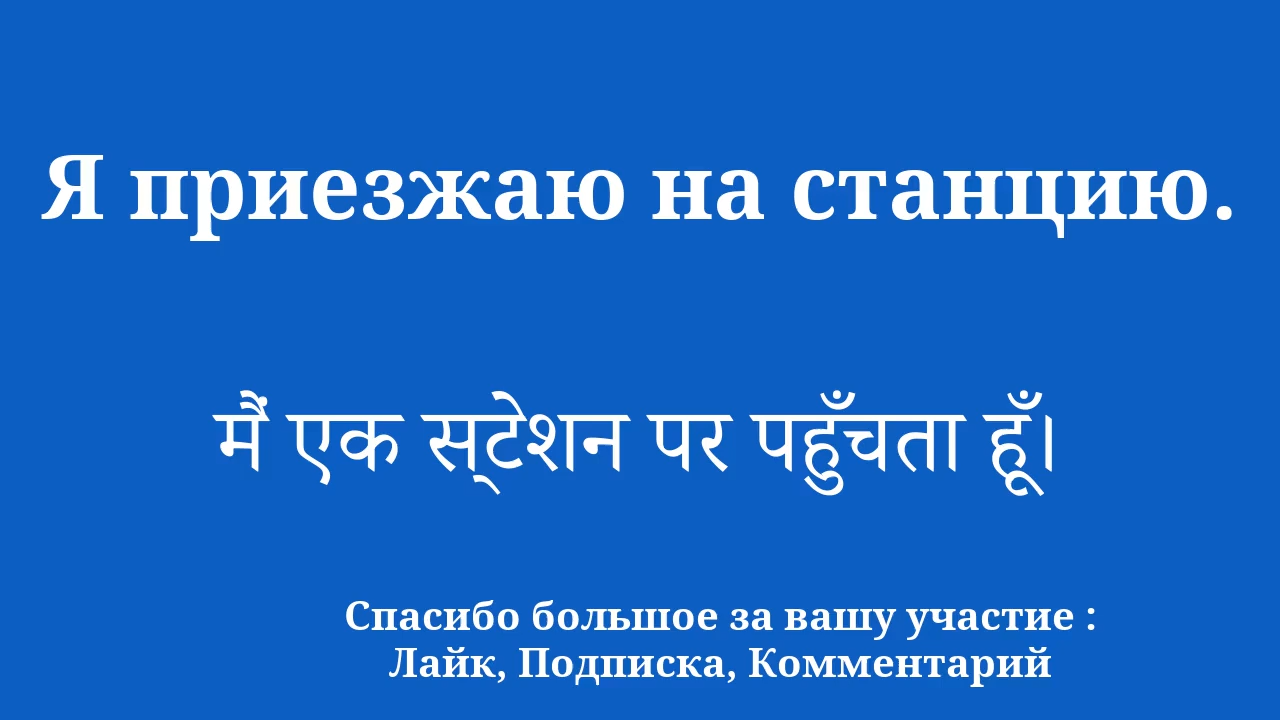 Я приезжаю на станцию.
मैं एक स्टेशन पर पहुँचता हूँ।
Спасибо большое за вашу участие :
Лайк, Подписка, Комментарий